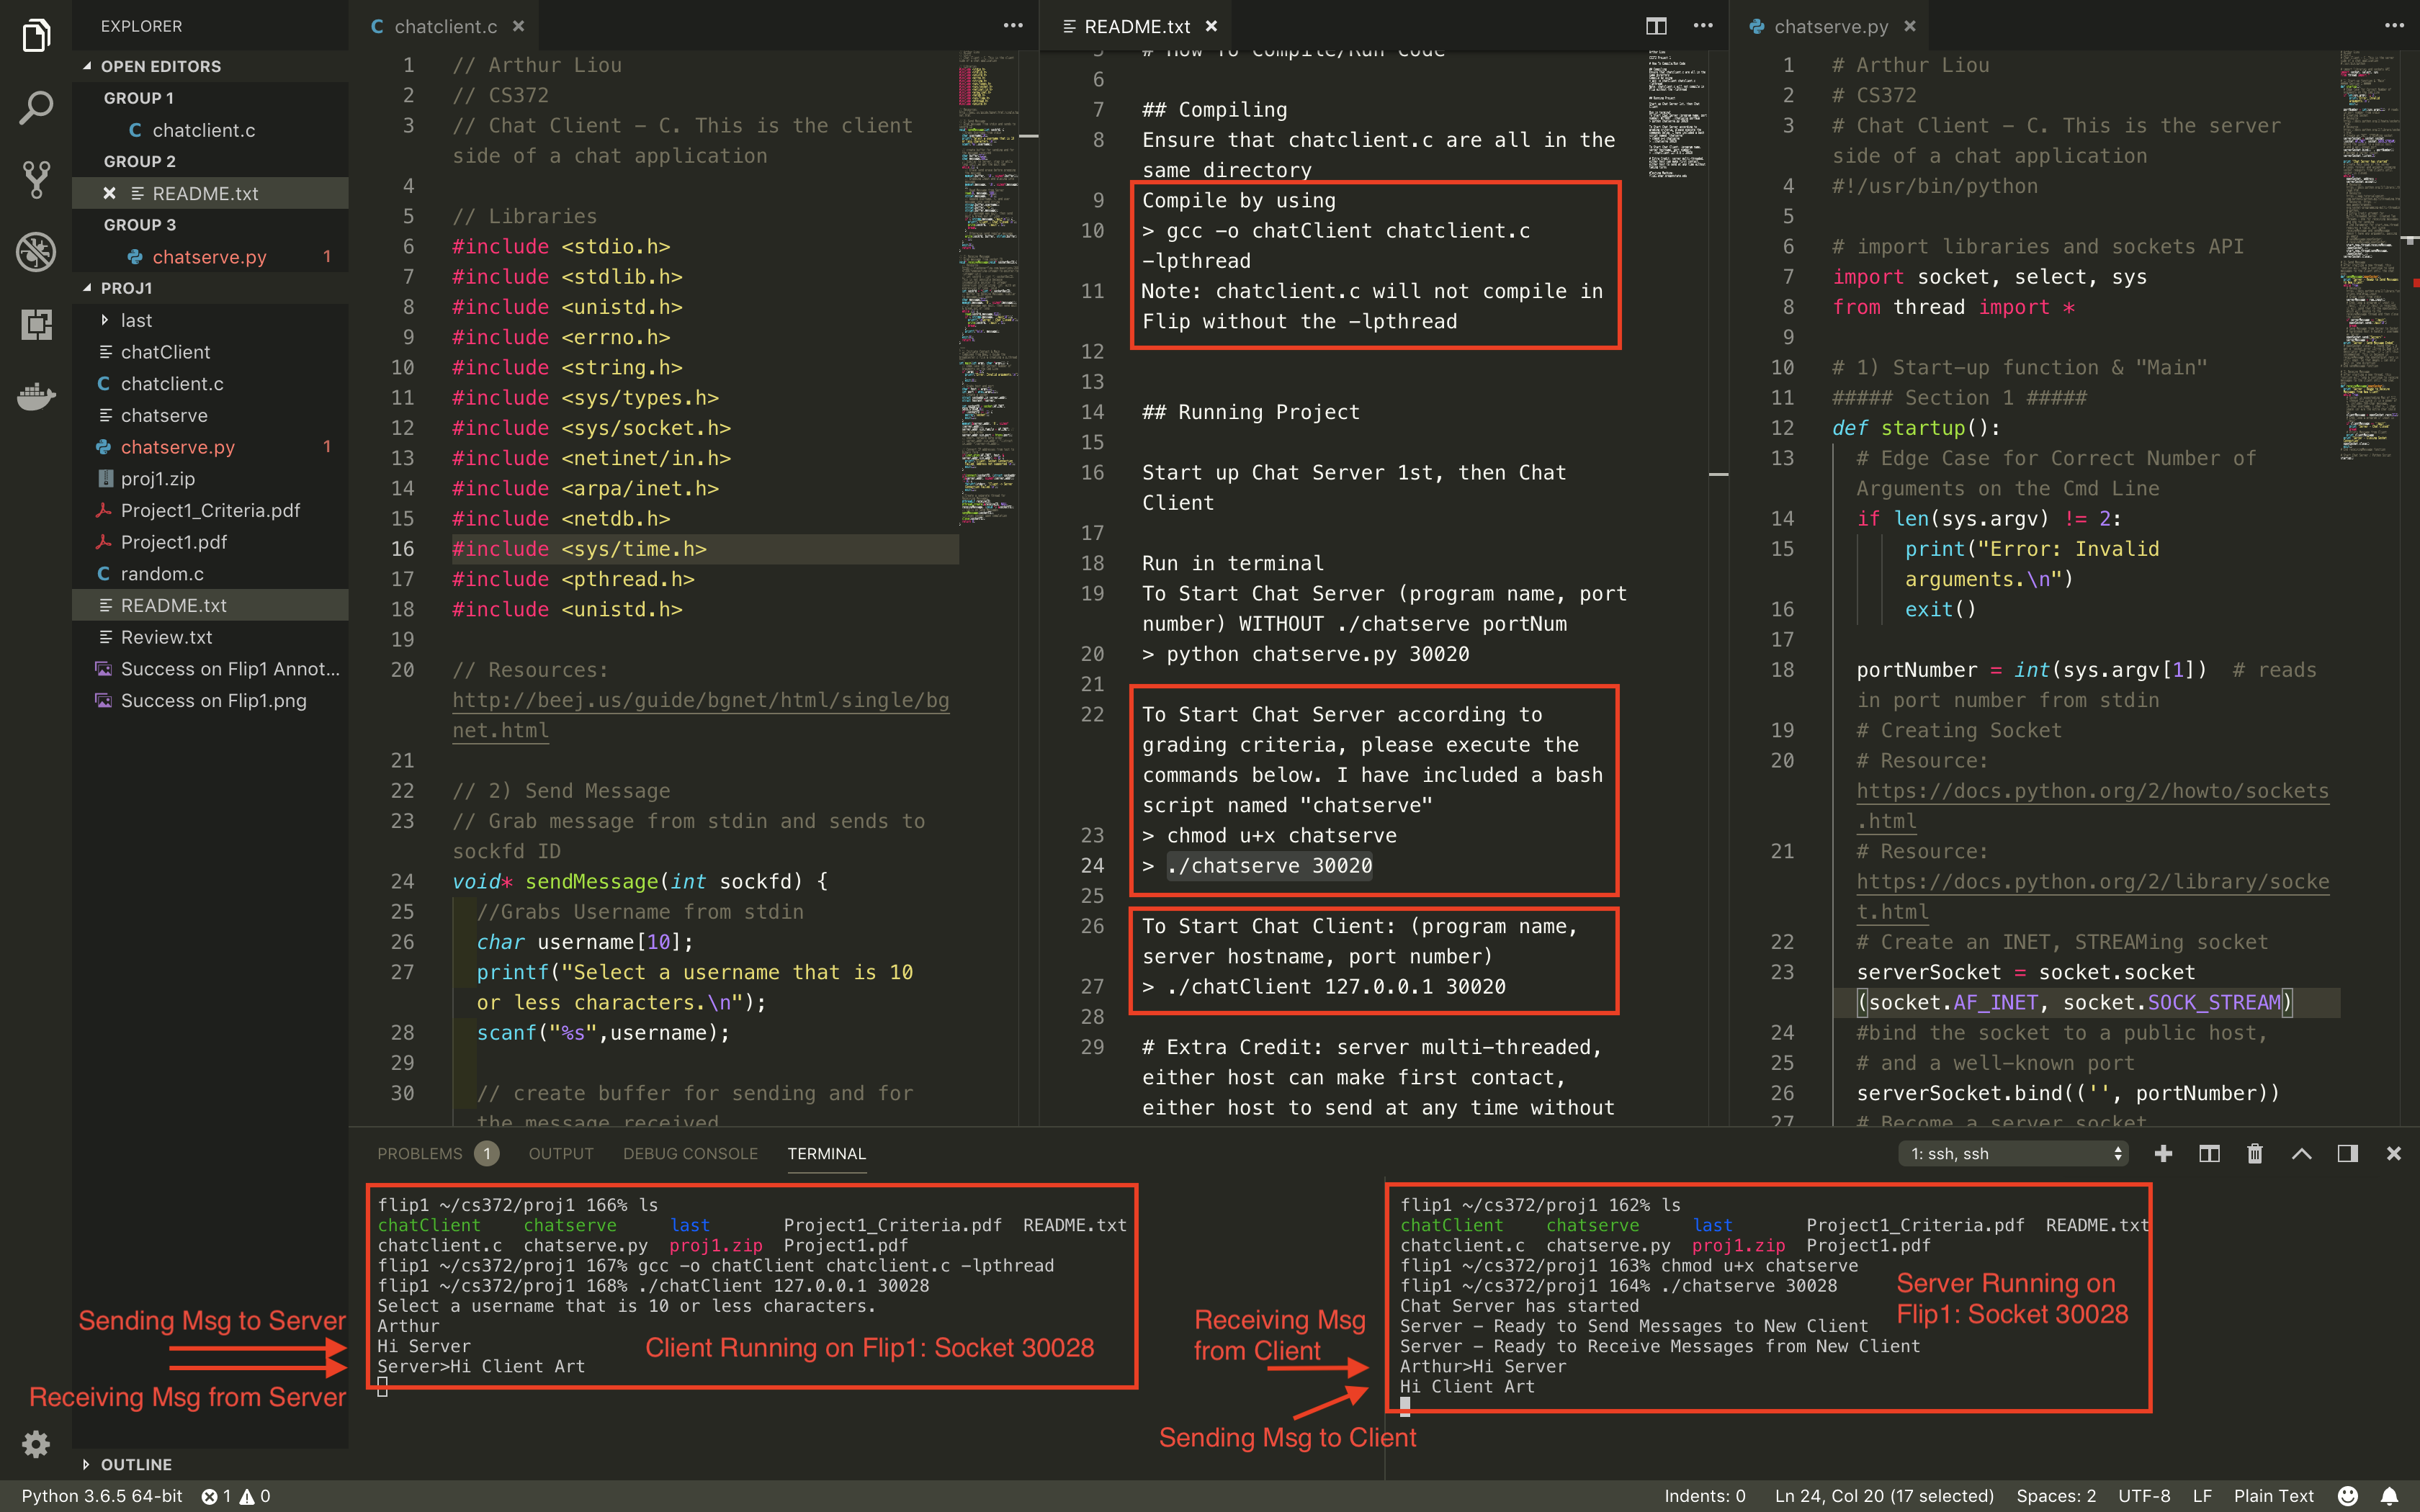 EXPLORER
OPEN EDITORS
GROUP 1
C chatclient.c
GROUP 2
README.txt
GROUP 3
chatserve.py 1
PROJ1
last
chatClient
C chatclient.c
chatserve
chatserve.py 1
proj1.zip
Project1_Criteria.pdf
Project1.pdf
C random.c
README.txt
Review.txt
Success on Flip1 Annot...
Success on Flip1.png
OUTLINE
C chatclient.c
1 // Arthur Liou
2 // CS372
3 // Chat Client – C. This is the client
side of a chat application
4
5 // Libraries
6 #include <stdio.h>
7 #include <stdlib.h>
8 #include <unistd.h>
9 #include <errno.h>
10 #include <string.h>
11 #include <sys/types.h>
12 #include <sys/socket.h>
13 #include <netinet/in.h>
14 #include <arpa/inet.h>
15 #include <netdb.h>
16 #include <sys/time.h>
17 #include <pthread.h>
18 #include <unistd.h>
19
20 // Resources:
http://beej.us/guide/bgnet/html/single/bg
net.html
21
22 // 2) Send Message
23 // Grab message from stdin and sends to
sockfd ID
24 void* sendMessage(int sockfd) {
25 //Grabs Username from stdin
26 char username[10];
27 printf("Select a username that is 10
or less characters.\n");
28 scanf("%s",username);
29
30 // create buffer for sending and for
the message received
README.txt
5 # How To Compile/Run Code
6
7 ## Compiling
8 Ensure that chatclient.c are all in the
same directory
9 Compile by using
10 > gcc -o chatClient chatclient.c
-lpthread
11 Note: chatclient.c will not compile in
Flip without the -lpthread
12
13
14 ## Running Project
15
16 Start up Chat Server 1st, then Chat
Client
17
18 Run in terminal
19 To Start Chat Server (program name, port
number) WITHOUT ./chatserve portNum
20 > python chatserve.py 30020
21
22 To Start Chat Server according to
grading criteria, please execute the
commands below. I have included a bash
script named "chatserve"
23 > chmod u+x chatserve
24 > ./chatserve 30020
25
26 To Start Chat Client: (program name,
server hostname, port number)
27 > ./chatClient 127.0.0.1 30020
28
29 # Extra Credit: server multi-threaded,
either host can make first contact,
either host to send at any time without
chatserve.py
1 # Arthur Liou
2 # CS372
3 # Chat Client – C. This is the server
side of a chat application
4 #!/usr/bin/python
5
6 # import libraries and sockets API
7 import socket, select, sys
8 from thread import *
9
10 # 1) Start-up function & "Main"
11 ##### Section 1 #####
12 def startup():
13 # Edge Case for Correct Number of
Arguments on the Cmd Line
14 if len(sys.argv) != 2:
15 print("Error: Invalid
arguments.\n")
16 exit()
17
18 portNumber = int(sys.argv[1]) # reads
in port number from stdin
19 # Creating Socket
20 # Resource:
https://docs.python.org/2/howto/sockets
.html
21 # Resource:
https://docs.python.org/2/library/socke
t.html
22 # Create an INET, STREAMing socket
23 serverSocket = socket.socket
(socket.AF_INET, socket.SOCK_STREAM)
24 #bind the socket to a public host,
25 # and a well-known port
26 serverSocket.bind(('', portNumber))
27 # Become a server socket
PROBLEMS 1 OUTPUT DEBUG CONSOLE TERMINAL
1: ssh, ssh
flip1 ~/cs372/proj1 166% ls
chatClient chatserve last Project1_Criteria.pdf README.txt
chatclient.c chatserve.py proj1.zip Project1.pdf
flip1 ~/cs372/proj1 167% gcc -o chatClient chatclient.c -lpthread
flip1 ~/cs372/proj1 168% ./chatClient 127.0.0.1 30028
Select a username that is 10 or less characters.
Arthur
Hi Server
Server>Hi Client Art
Client Running on Flip1: Socket 30028
Sending Msg to Server
Receiving Msg from Server
flip1 ~/cs372/proj1 162% ls
chatClient chatserve last Project1_Criteria.pdf README.txt
chatclient.c chatserve.py proj1.zip Project1.pdf
flip1 ~/cs372/proj1 163% chmod u+x chatserve
flip1 ~/cs372/proj1 164% ./chatserve 30028
Chat Server has started
Server – Ready to Send Messages to New Client
Server – Ready to Receive Messages from New Client
Arthur>Hi Server
Hi Client Art
Server Running on
Flip1: Socket 30028
Receiving Msg
from Client
Sending Msg to Client
Python 3.6.5 64-bit 1 0
Indents: 0 Ln 24, Col 20 (17 selected) Spaces: 2 UTF-8 LF Plain Text